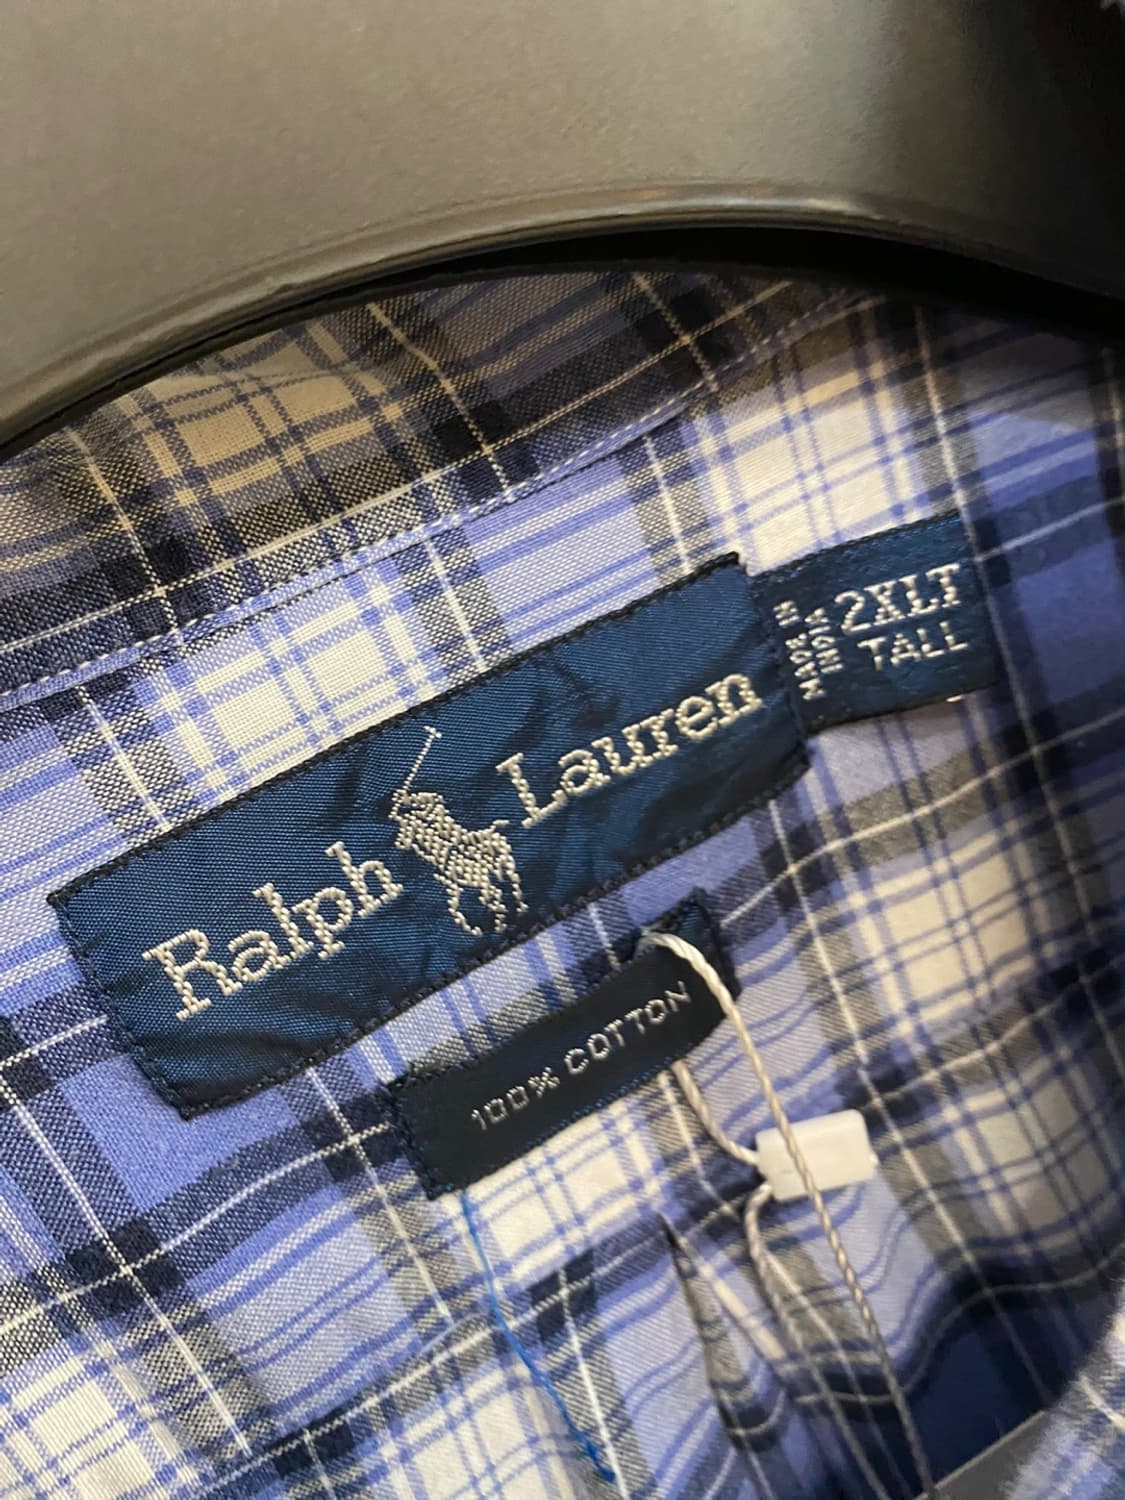 Ralph Lauren
MADE IN
INDIA
2XLT
TALL
100% COTTON